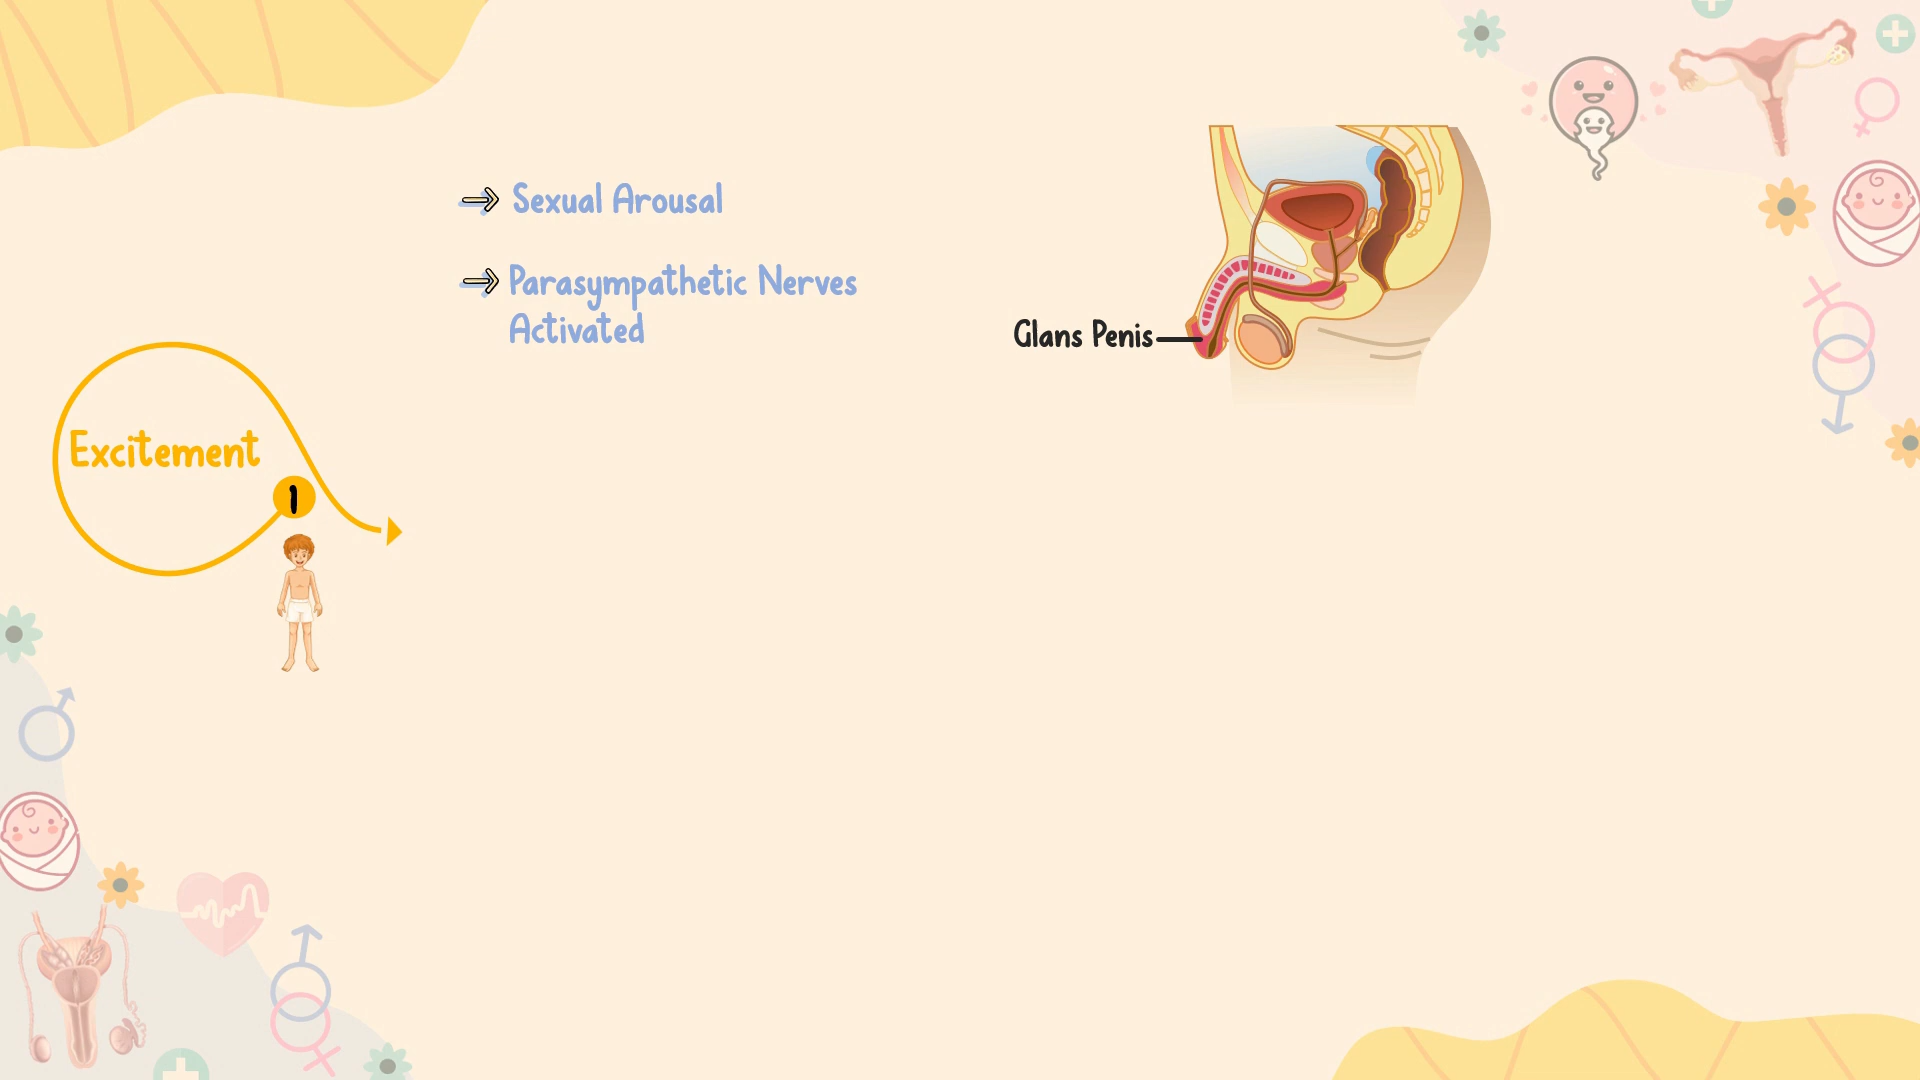 Sexual Arousal
Parasympathetic Nerves
Activated
Glans Penis
Excitement
1